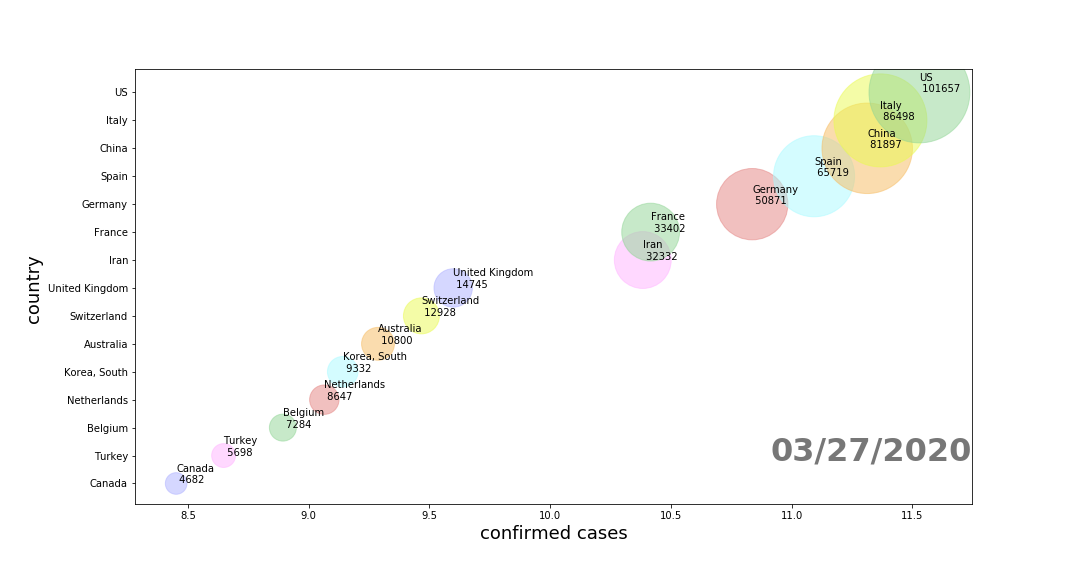 US
Italy
China
Spain
Germany
France
Iran
United Kingdom
Switzerland
Australia
Korea, South
Netherlands
Belgium
Turkey
Canada
country
US
101657
Italy
86498
China
81897
Spain
65719
Germany
50871
France
33402
Iran
32332
United Kingdom
14745
Switzerland
12928
Australia
10800
Korea, South
9332
Netherlands
8647
Belgium
7284
Turkey
5698
Canada
4682
03/27/2020
8.5 9.0 9.5 10.0 10.5 11.0 11.5
confirmed cases